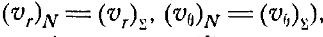 (v_r)_N = (v_r)_Σ, (v_θ)_N = (v_θ)_Σ,